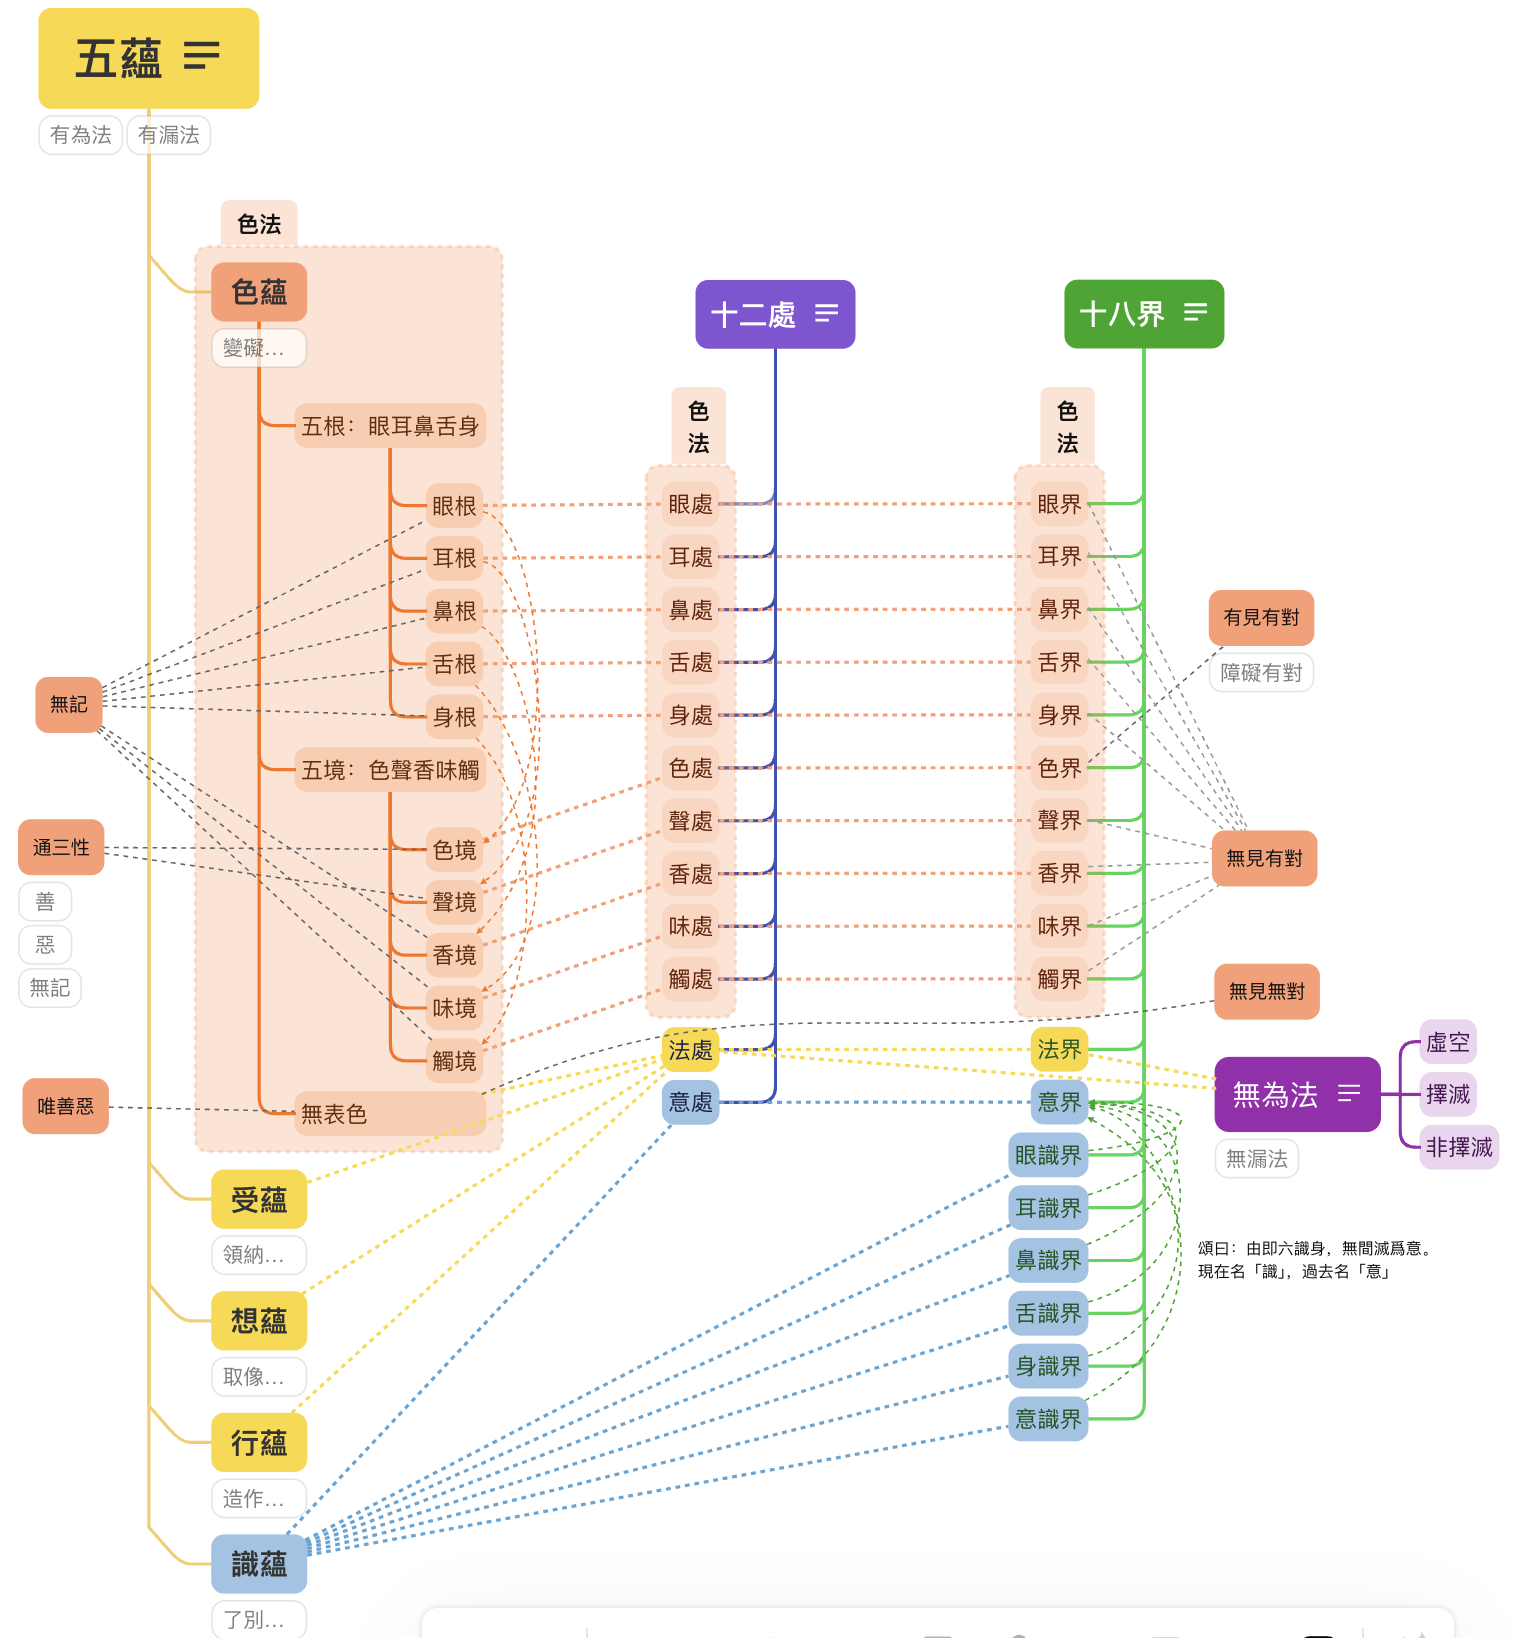 五蘊
有為法
有漏法
色法
色蘊
變礙…
五根：眼耳鼻舌身
眼根
耳根
鼻根
舌根
身根
五境：色聲香味觸
色境
聲境
香境
味境
觸境
無表色
無記
通三性
善
惡
無記
唯善惡
受蘊
領納…
想蘊
取像…
行蘊
造作…
識蘊
了別…
十二處
色
法
眼處
耳處
鼻處
舌處
身處
色處
聲處
香處
味處
觸處
法處
意處
十八界
色
法
眼界
耳界
鼻界
舌界
身界
色界
聲界
香界
味界
觸界
法界
意界
眼識界
耳識界
鼻識界
舌識界
身識界
意識界
有見有對
障礙有對
無見有對
無見無對
無為法
無漏法
虛空
擇滅
非擇滅
頌曰：由即六識身，無間滅爲意。
現在名「識」，過去名「意」